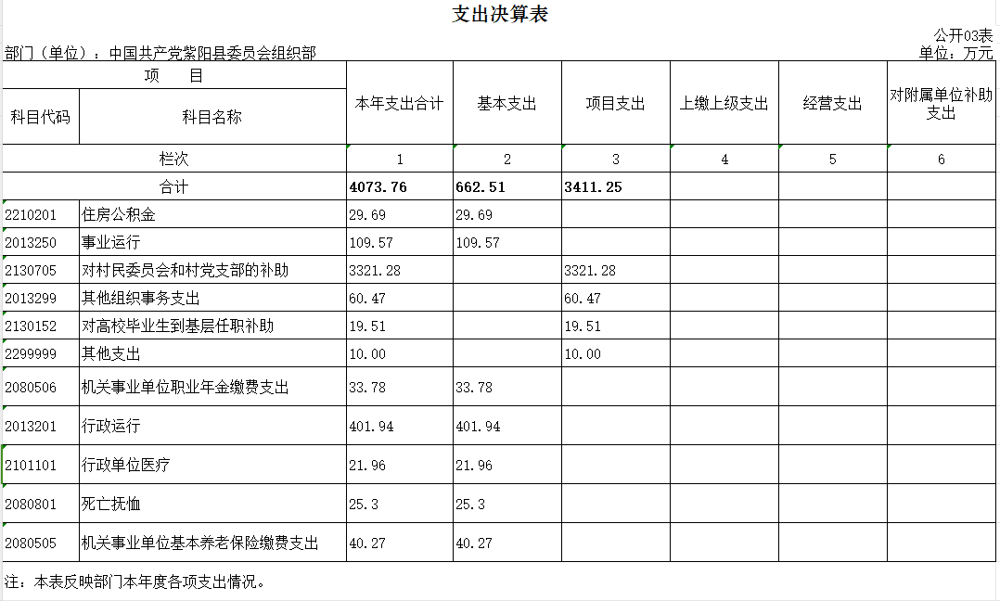 支出决算表
公开03表
部门（单位）：中国共产党紫阳县委员会组织部 单位：万元
项 目 本年支出合计 基本支出 项目支出 上缴上级支出 经营支出 对附属单位补助支出
科目代码 科目名称
栏次 1 2 3 4 5 6
合计 4073.76 662.51 3411.25
2210201 住房公积金 29.69 29.69
2013250 事业运行 109.57 109.57
2130705 对村民委员会和村党支部的补助 3321.28 3321.28
2013299 其他组织事务支出 60.47 60.47
2130152 对高校毕业生到基层任职补助 19.51 19.51
2299999 其他支出 10.00 10.00
2080506 机关事业单位职业年金缴费支出 33.78 33.78
2013201 行政运行 401.94 401.94
2101101 行政单位医疗 21.96 21.96
2080801 死亡抚恤 25.3 25.3
2080505 机关事业单位基本养老保险缴费支出 40.27 40.27
注：本表反映部门本年度各项支出情况。